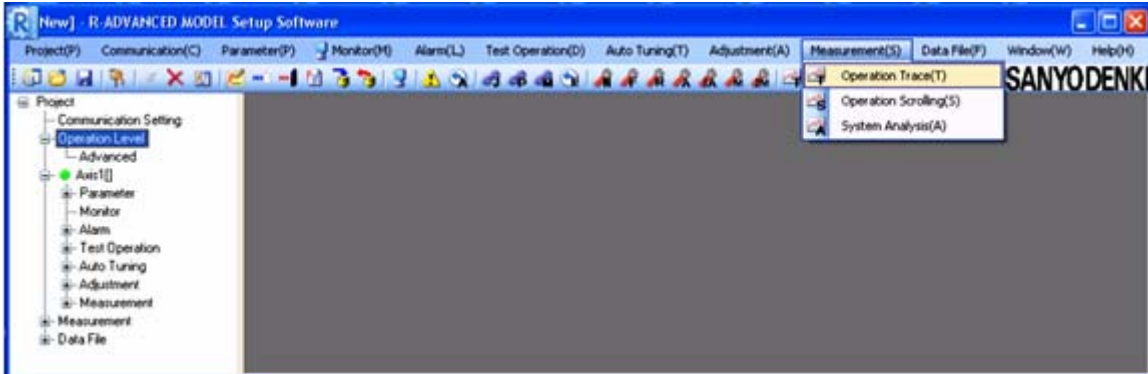 New] - R-ADVANCED MODEL Setup Software
Project(P) Communication(C) Parameter(P) Monitor(M) Alarm(L) Test Operation(O) Auto Tuning(T) Adjustment(A) Measurement(S) Data File(F) Window(W) Help(H)
SANYODENKI
Operation Trace(T)
Operation Scrolling(S)
System Analysis(A)
Project
Communication Setting
Operation Level
Advanced
Axis1[]
Parameter
Monitor
Alarm
Test Operation
Auto Tuning
Adjustment
Measurement
Measurement
Data File